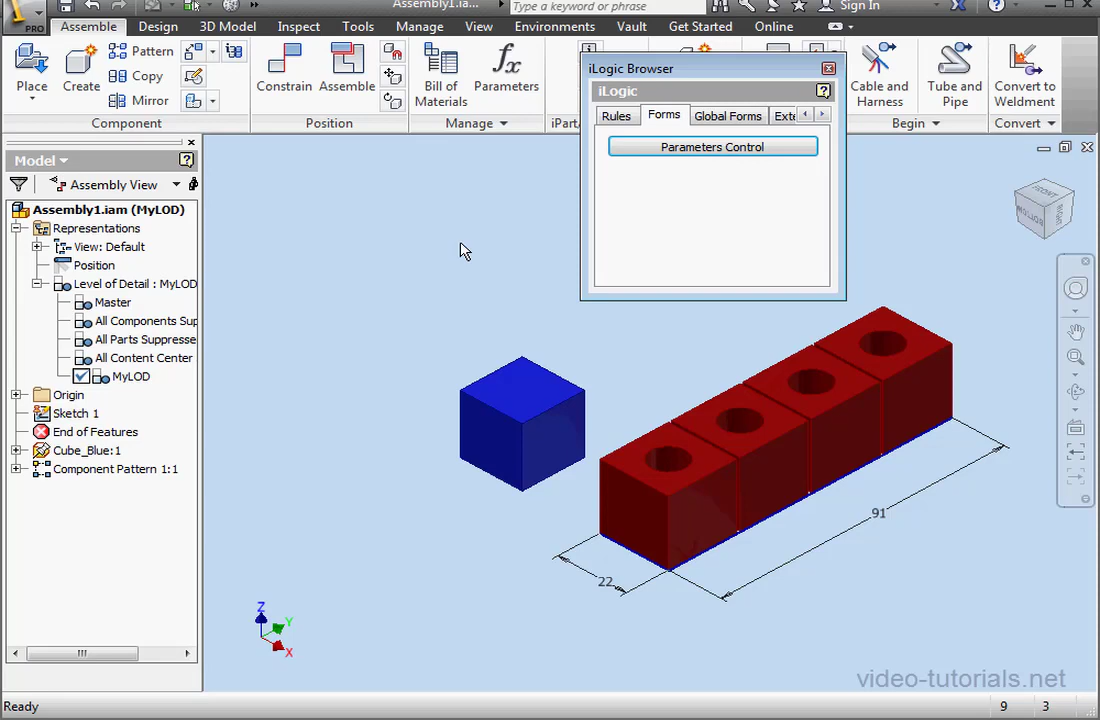 Assembly1.iam...
Type a keyword or phrase
Sign In
PRO
Assemble Design 3D Model Inspect Tools Manage View Environments Vault Get Started Online
Place Create Pattern Copy Mirror
Constraint Assemble Bill of Materials Parameters
Cable and Harness Tube and Pipe Convert to Weldment
Component Position Manage iPart/ Begin Convert
iLogic Browser
iLogic
Rules Forms Global Forms Exte
Parameters Control
Model
Assembly View
Assembly1.iam (MyLOD)
Representations
View: Default
Position
Level of Detail : MyLOD
Master
All Components Sup
All Parts Suppresse
All Content Center
MyLOD
Origin
Sketch 1
End of Features
Cube_Blue:1
Component Pattern 1:1
FRONT
BOTTOM
RIGHT
91
22
Z
Y
X
video-tutorials.net
Ready
9 3